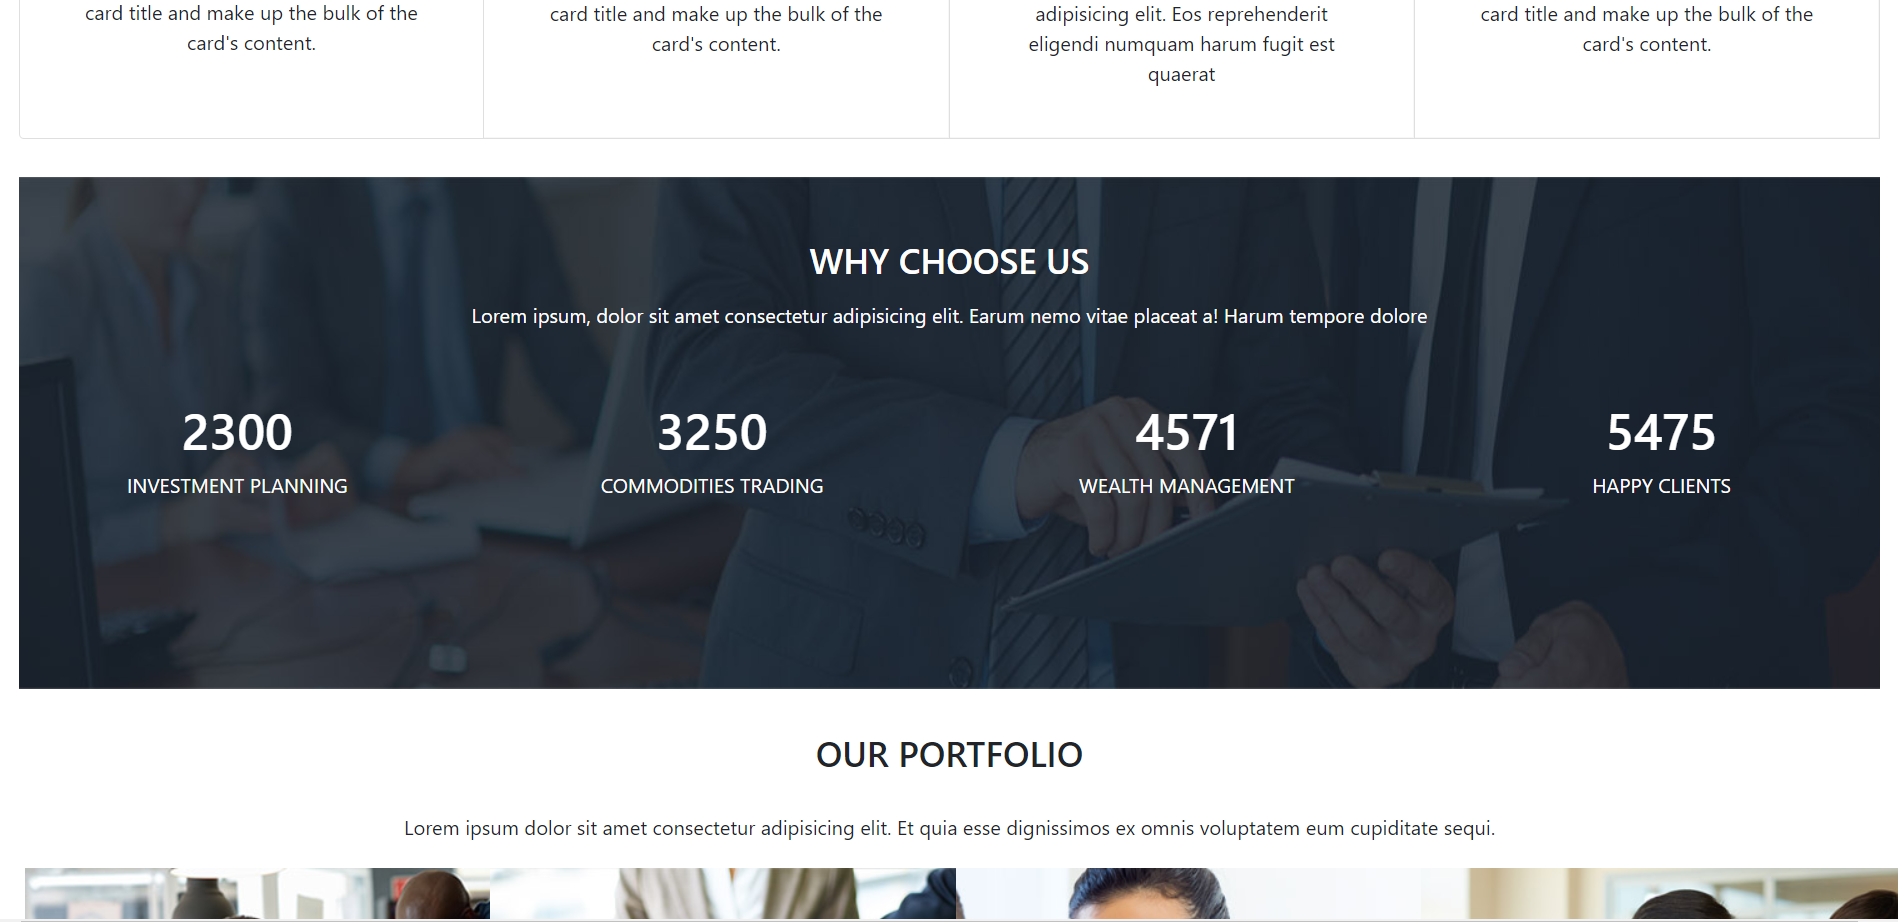 card title and make up the bulk of the
card's content.
card title and make up the bulk of the
card's content.
adipisicing elit. Eos reprehenderit
eligendi numquam harum fugit est
quaerat
card title and make up the bulk of the
card's content.
WHY CHOOSE US
Lorem ipsum, dolor sit amet consectetur adipisicing elit. Earum nemo vitae placeat a! Harum tempore dolore
2300
INVESTMENT PLANNING
3250
COMMODITIES TRADING
4571
WEALTH MANAGEMENT
5475
HAPPY CLIENTS
OUR PORTFOLIO
Lorem ipsum dolor sit amet consectetur adipisicing elit. Et quia esse dignissimos ex omnis voluptatem eum cupiditate sequi.